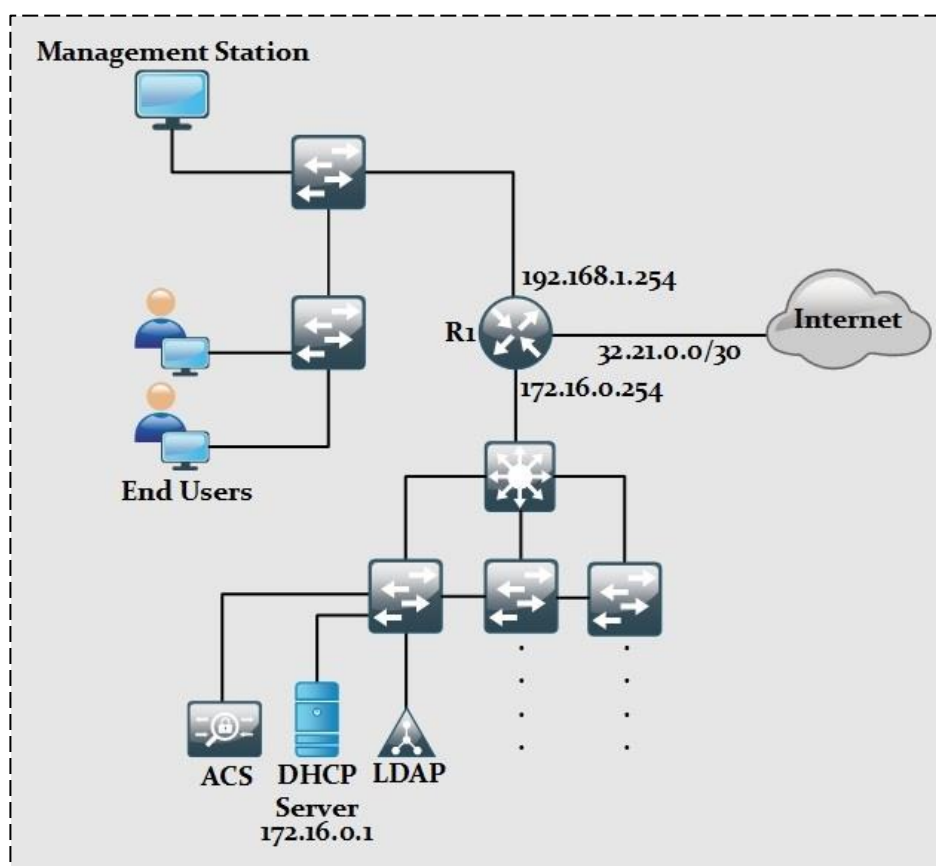 Management Station
192.168.1.254
R1
Internet
32.21.0.0/30
172.16.0.254
End Users
ACS
DHCP
Server
172.16.0.1
LDAP